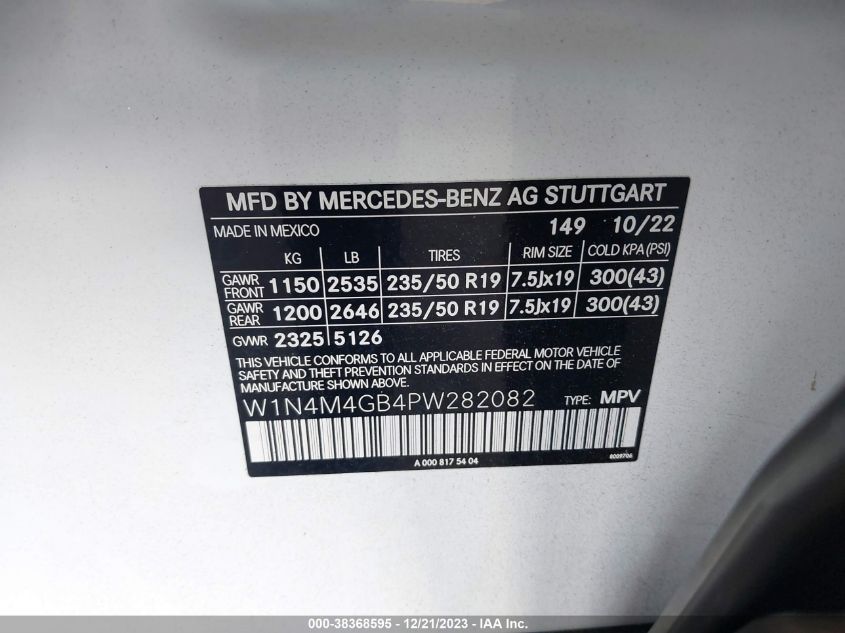 MFD BY MERCEDES-BENZ AG STUTTGART
MADE IN MEXICO 149 10/22
KG LB TIRES RIM SIZE COLD KPA(PSI)
GAWR FRONT 1150 2535 235/50 R19 7.5Jx19 300(43)
GAWR REAR 1200 2646 235/50 R19 7.5Jx19 300(43)
GVWR 2325 5126
THIS VEHICLE CONFORMS TO ALL APPLICABLE FEDERAL MOTOR VEHICLE
SAFETY AND THEFT PREVENTION STANDARDS IN EFFECT ON THE DATE OF
MANUFACTURE SHOWN ABOVE.
W1N4M4GB4PW282082 TYPE: MPV
A 000 817 54 04 8009706
000-38368595 - 12/21/2023 - IAA Inc.